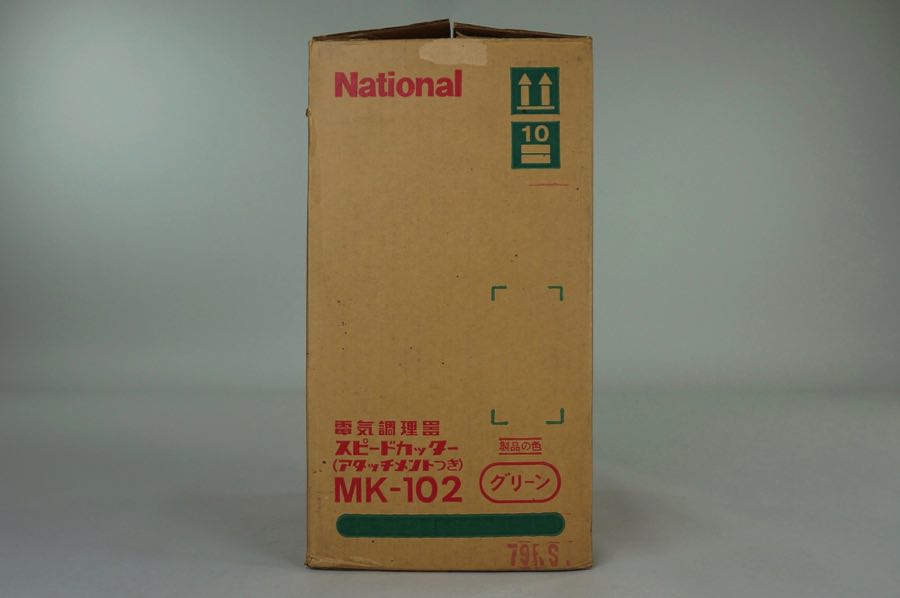 National
10
電気調理器
スピードカッター
(アタッチメントつき)
MK-102
製品の色
グリーン